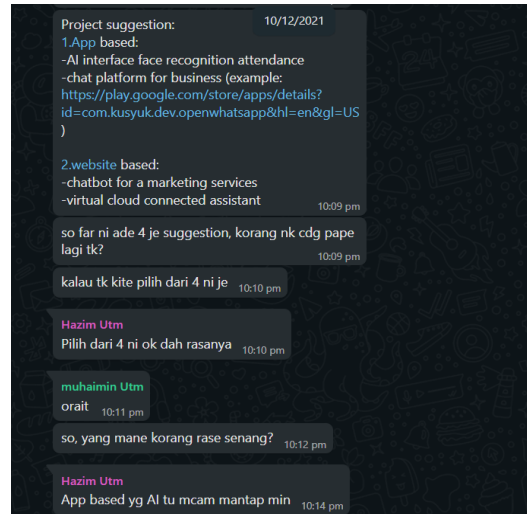 10/12/2021
Project suggestion:
1.App based:
-AI interface face recognition attendance
-chat platform for business (example:
https://play.google.com/store/apps/details?
id=com.kusyuk.dev.openwhatsapp&hl=en&gl=US
)
2.website based:
-chatbot for a marketing services
-virtual cloud connected assistant
10:09 pm
so far ni ade 4 je suggestion, korang nk cdg pape
lagi tk?
10:09 pm
kalau tk kite pilih dari 4 ni je 10:10 pm
Hazim Utm
Pilih dari 4 ni ok dah rasanya 10:10 pm
muhaimin Utm
orait 10:11 pm
so, yang mane korang rase senang? 10:12 pm
Hazim Utm
App based yg AI tu mcam mantap min 10:14 pm